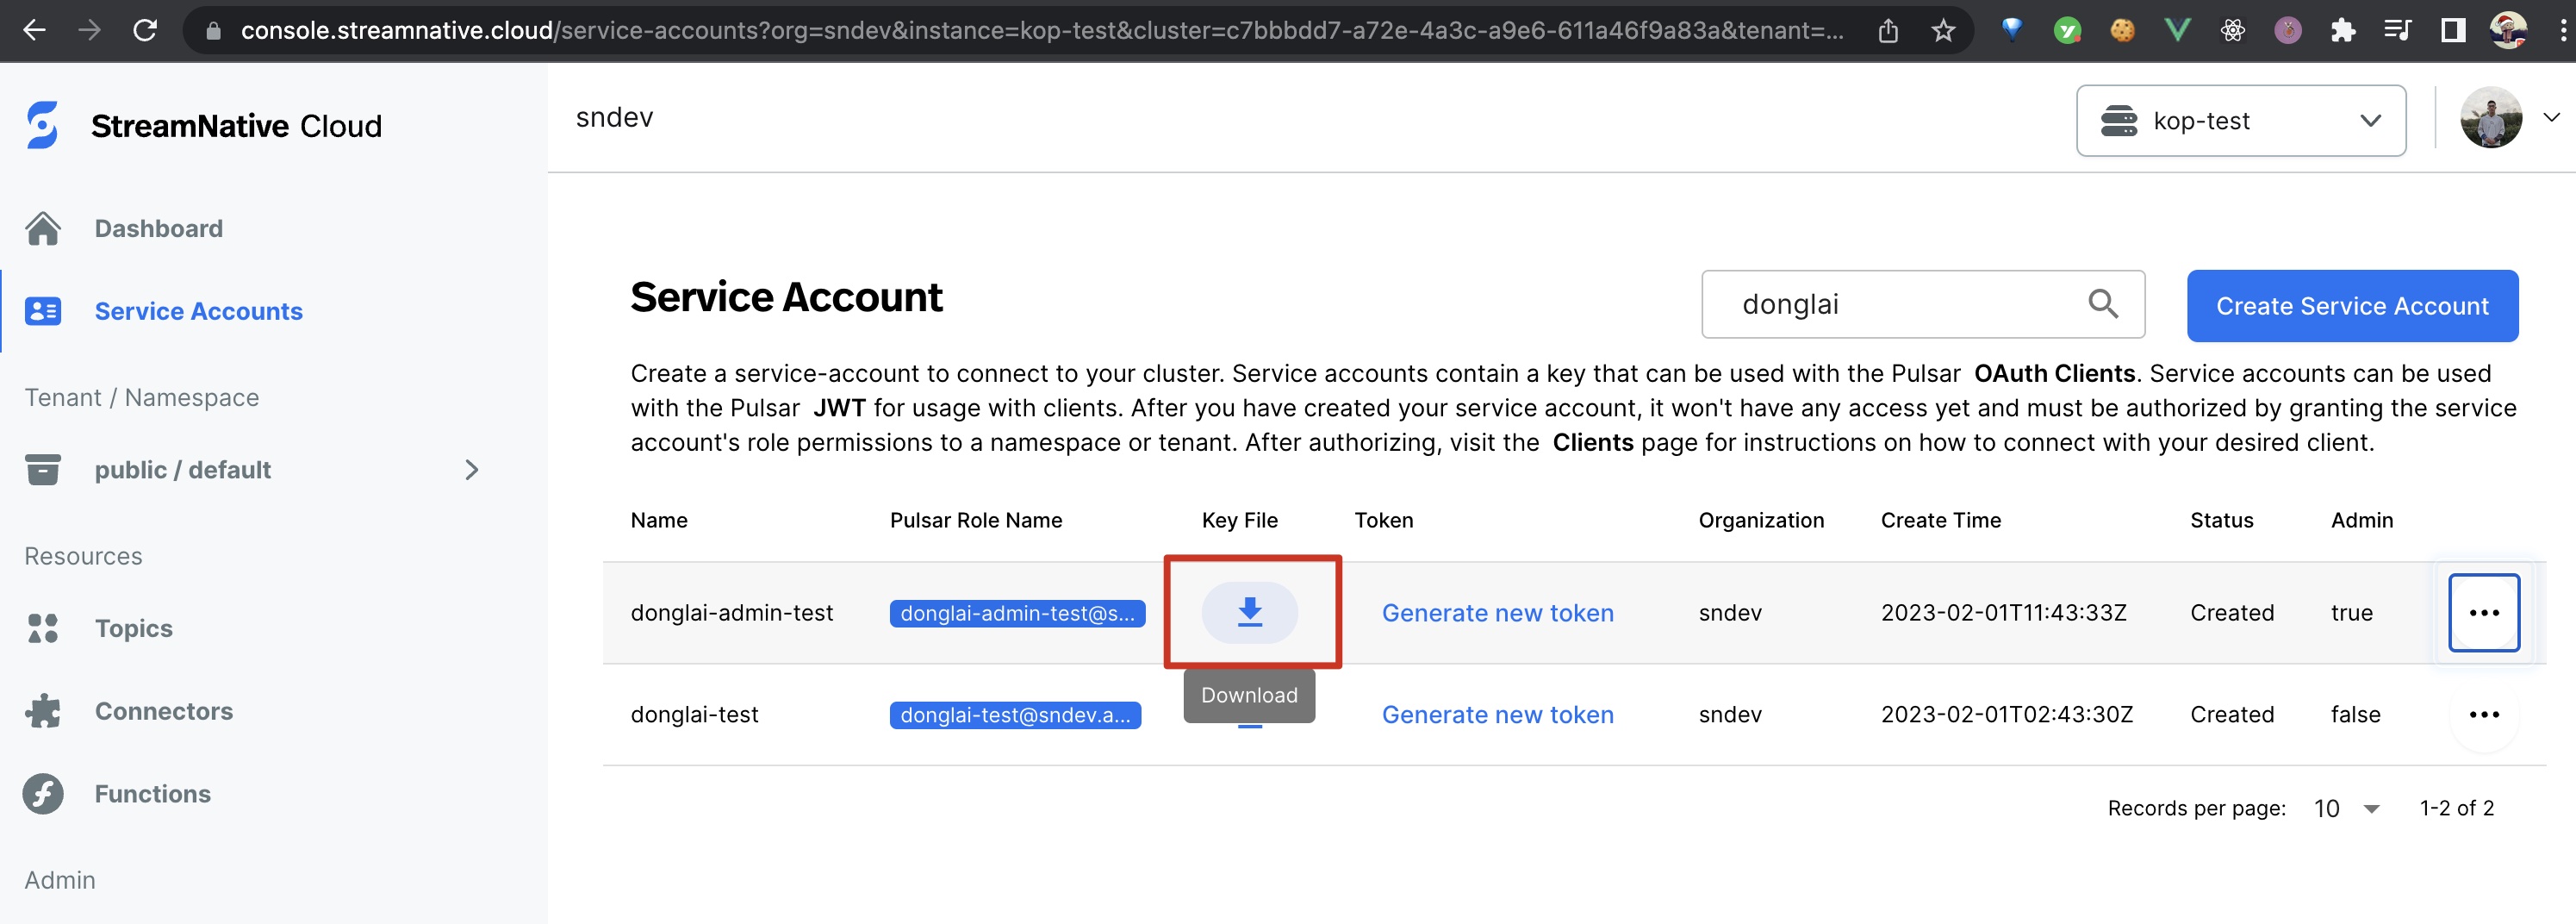 console.streamnative.cloud/service-accounts?org=sndev&instance=kop-test&cluster=c7bbbdd7-a72e-4a3c-a9e6-611a46f9a83a&tenant=...
StreamNative Cloud
sndev
kop-test
Dashboard
Service Accounts
Tenant / Namespace
public / default
Resources
Topics
Connectors
Functions
Admin
Service Account
donglai
Create Service Account
Create a service-account to connect to your cluster. Service accounts contain a key that can be used with the Pulsar OAuth Clients. Service accounts can be used
with the Pulsar JWT for usage with clients. After you have created your service account, it won't have any access yet and must be authorized by granting the service
account's role permissions to a namespace or tenant. After authorizing, visit the Clients page for instructions on how to connect with your desired client.
Name Pulsar Role Name Key File Token Organization Create Time Status Admin
donglai-admin-test donglai-admin-test@s... Generate new token sndev 2023-02-01T11:43:33Z Created true
Download
donglai-test donglai-test@sndev.a... Generate new token sndev 2023-02-01T02:43:30Z Created false
Records per page: 10 1-2 of 2